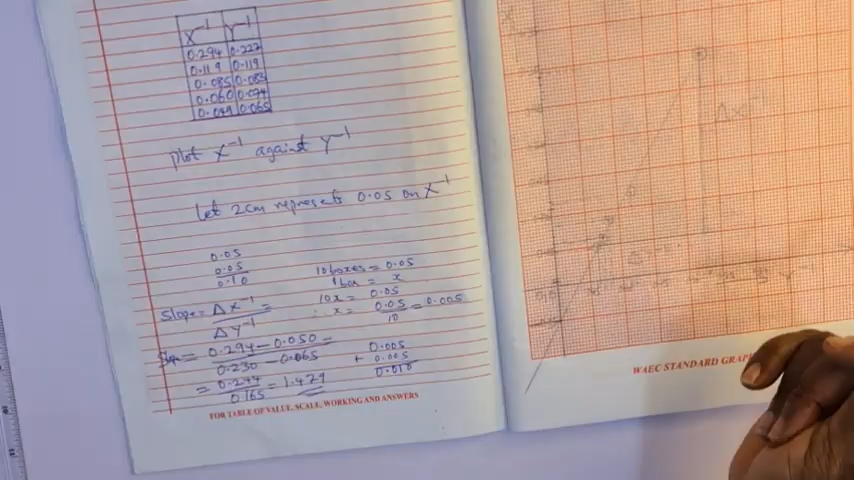 X⁻¹ Y⁻¹
0.294 0.227
0.119 0.119
0.085 0.085
0.060 0.074
0.049 0.065
plot X⁻¹ against Y⁻¹
Let 2cm represents 0.05 on X⁻¹
0.05
0.05
0.10
10 boxes = 0.05
1 box = x
10x = 0.05
∴ x = 0.05/10 = 0.005
Slope = ΔX⁻¹/ΔY⁻¹ =
= 0.294 - 0.050 / 0.230 - 0.065 =
= 0.244/0.165 = 1.479
0.005
+ 0.005
0.010
FOR TABLE OF VALUE, SCALE, WORKING AND ANSWERS
WAEC STANDARD